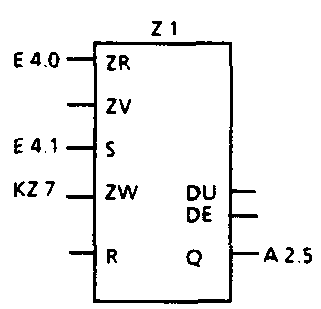 Z 1
E 4.0 ZR
ZV
E 4.1 S
KZ 7 ZW DU
DE
R Q A 2.5